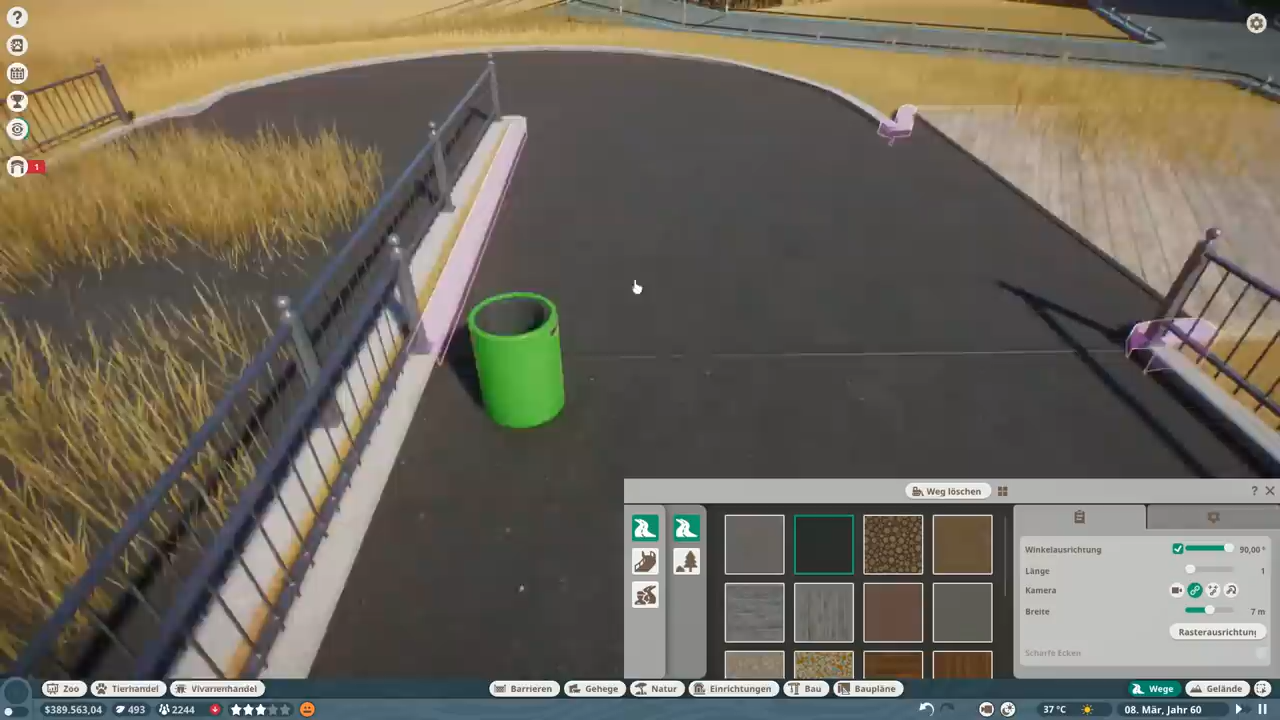 ?
1
Weg löschen
?
Winkelausrichtung 90,00°
Länge 1
Kamera
Breite 7 m
Rasterausrichtung
Scharfe Ecken
Zoo Tierhandel Vivarienhandel Barrieren Gehege Natur Einrichtungen Bau Baupläne Wege Gelände
$389.563,04 493 2244 37 °C 08. Mär, Jahr 60